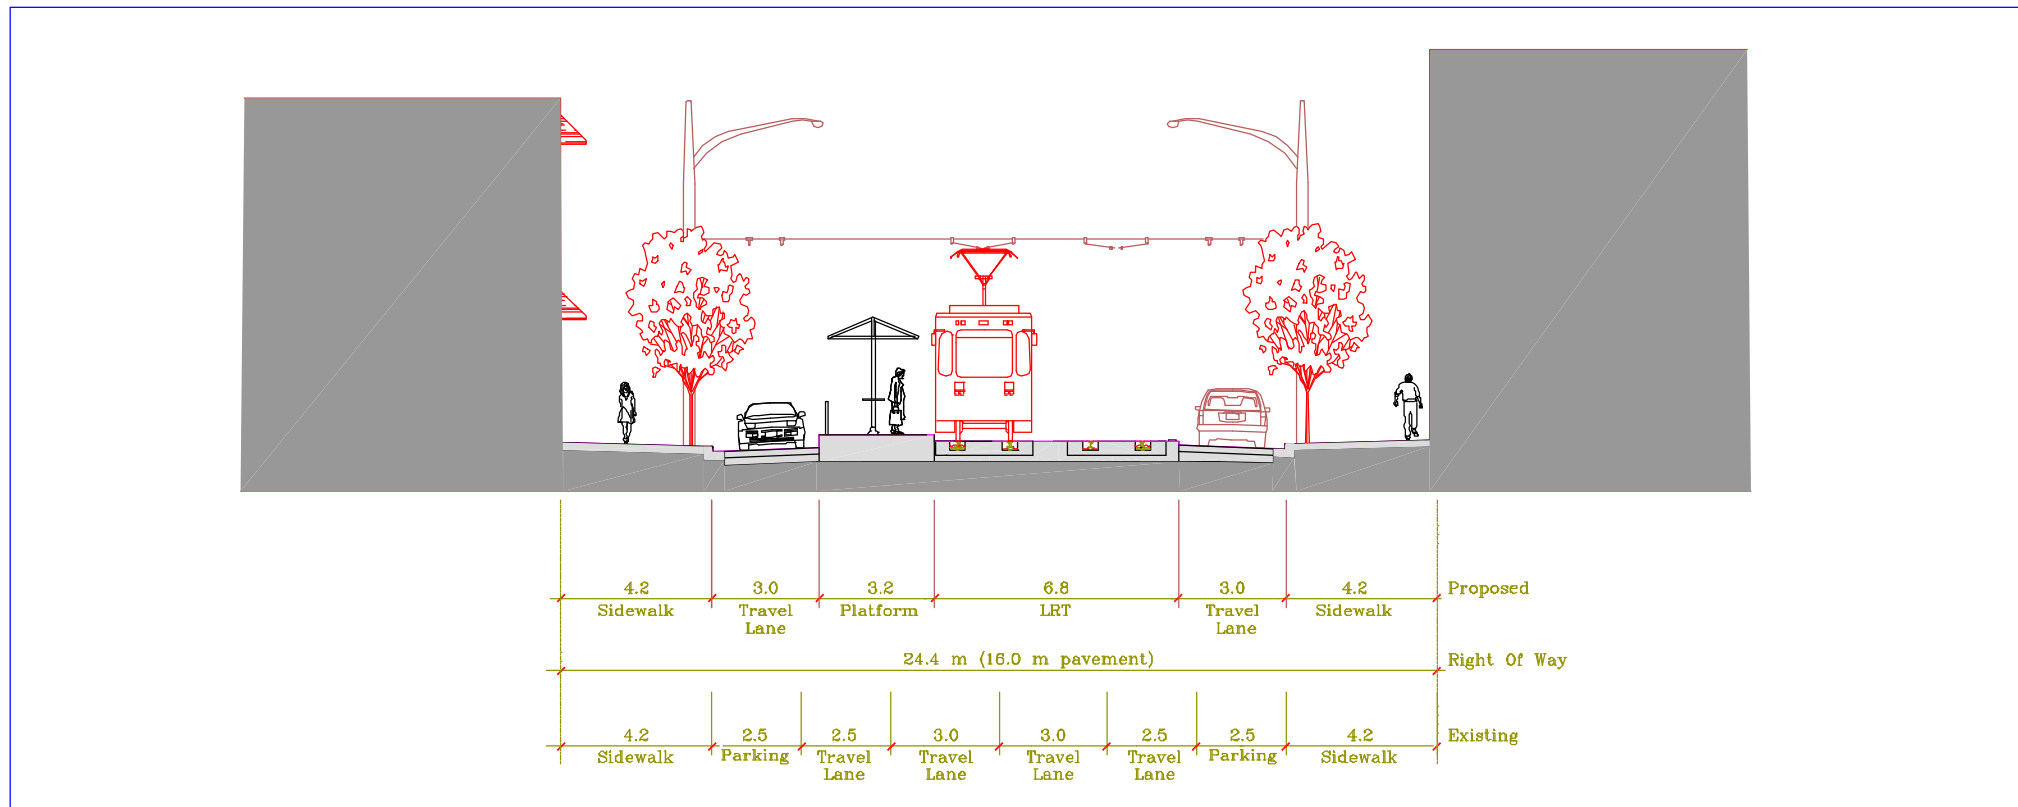 4.2 3.0 3.2 6.8 3.0 4.2 Proposed
Sidewalk Travel Platform LRT Travel Sidewalk
Lane Lane
24.4 m (16.0 m pavement) Right Of Way
4.2 2.5 2.5 3.0 3.0 2.5 2.5 4.2 Existing
Sidewalk Parking Travel Travel Travel Travel Parking Sidewalk
Lane Lane Lane Lane